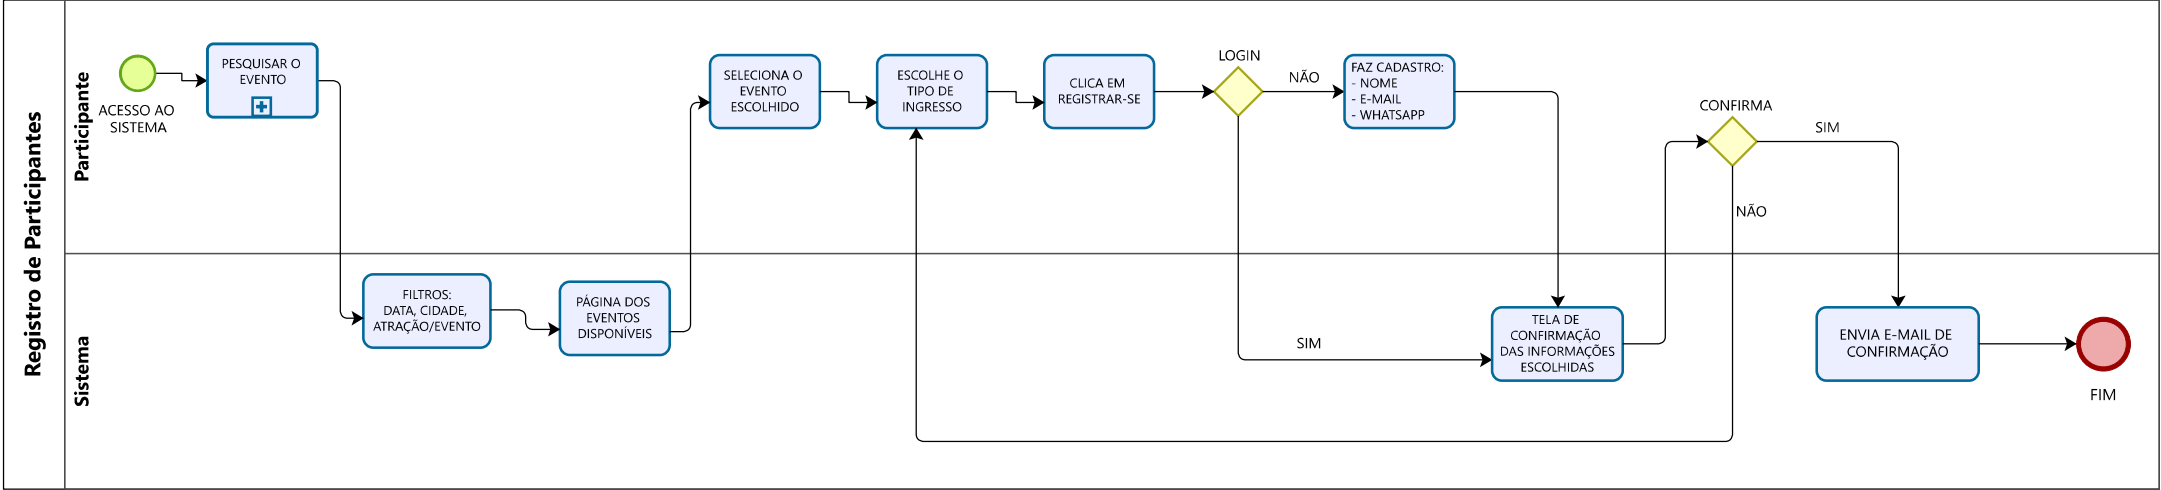 Registro de Participantes
Participante
ACESSO AO
SISTEMA
PESQUISAR O
EVENTO
SELECIONA O
EVENTO
ESCOLHIDO
ESCOLHE O
TIPO DE
INGRESSO
CLICA EM
REGISTRAR-SE
LOGIN
NÃO
FAZ CADASTRO:
- NOME
- E-MAIL
- WHATSAPP
CONFIRMA
SIM
NÃO
Sistema
FILTROS:
DATA, CIDADE,
ATRAÇÃO/EVENTO
PÁGINA DOS
EVENTOS
DISPONÍVEIS
SIM
TELA DE
CONFIRMAÇÃO
DAS INFORMAÇÕES
ESCOLHIDAS
ENVIA E-MAIL DE
CONFIRMAÇÃO
FIM